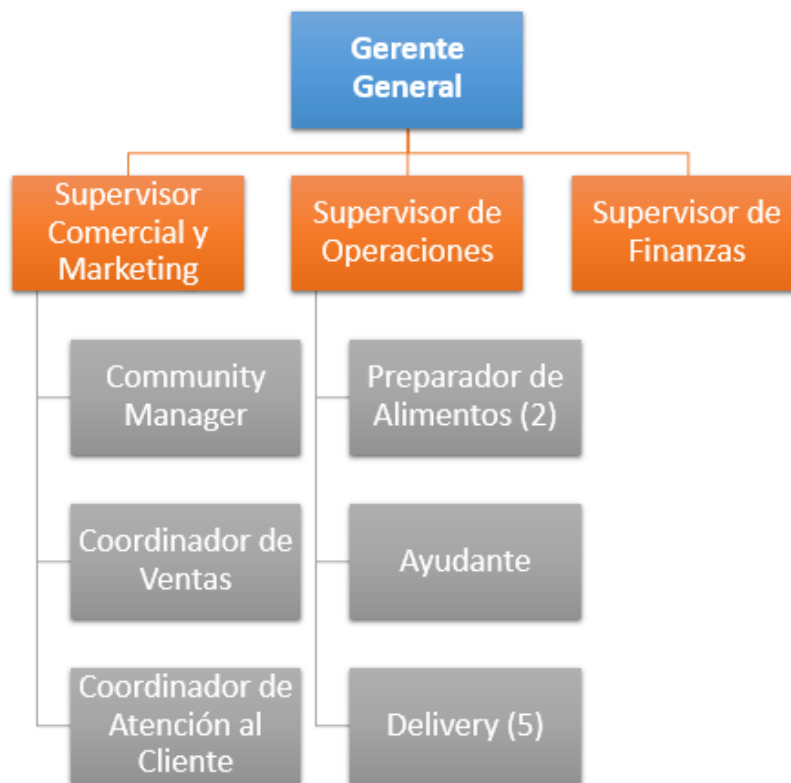 Gerente
General
Supervisor
Comercial y
Marketing
Supervisor de
Operaciones
Supervisor de
Finanzas
Community
Manager
Preparador de
Alimentos (2)
Coordinador de
Ventas
Ayudante
Coordinador de
Atención al
Cliente
Delivery (5)